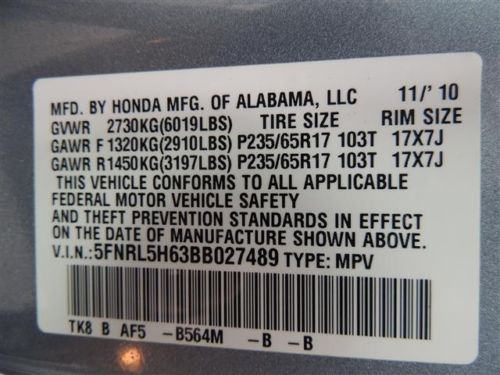 MFD. BY HONDA MFG. OF ALABAMA, LLC 11/'10
GVWR 2730KG(6019LBS) TIRE SIZE RIM SIZE
GAWR F 1320KG(2910LBS) P235/65R17 103T 17X7J
GAWR R 1450KG(3197LBS) P235/65R17 103T 17X7J
THIS VEHICLE CONFORMS TO ALL APPLICABLE
FEDERAL MOTOR VEHICLE SAFETY
AND THEFT PREVENTION STANDARDS IN EFFECT
ON THE DATE OF MANUFACTURE SHOWN ABOVE.
V.I.N.:5FNRL5H63BB027489 TYPE: MPV
TK8 B AF5 -B564M -B -B